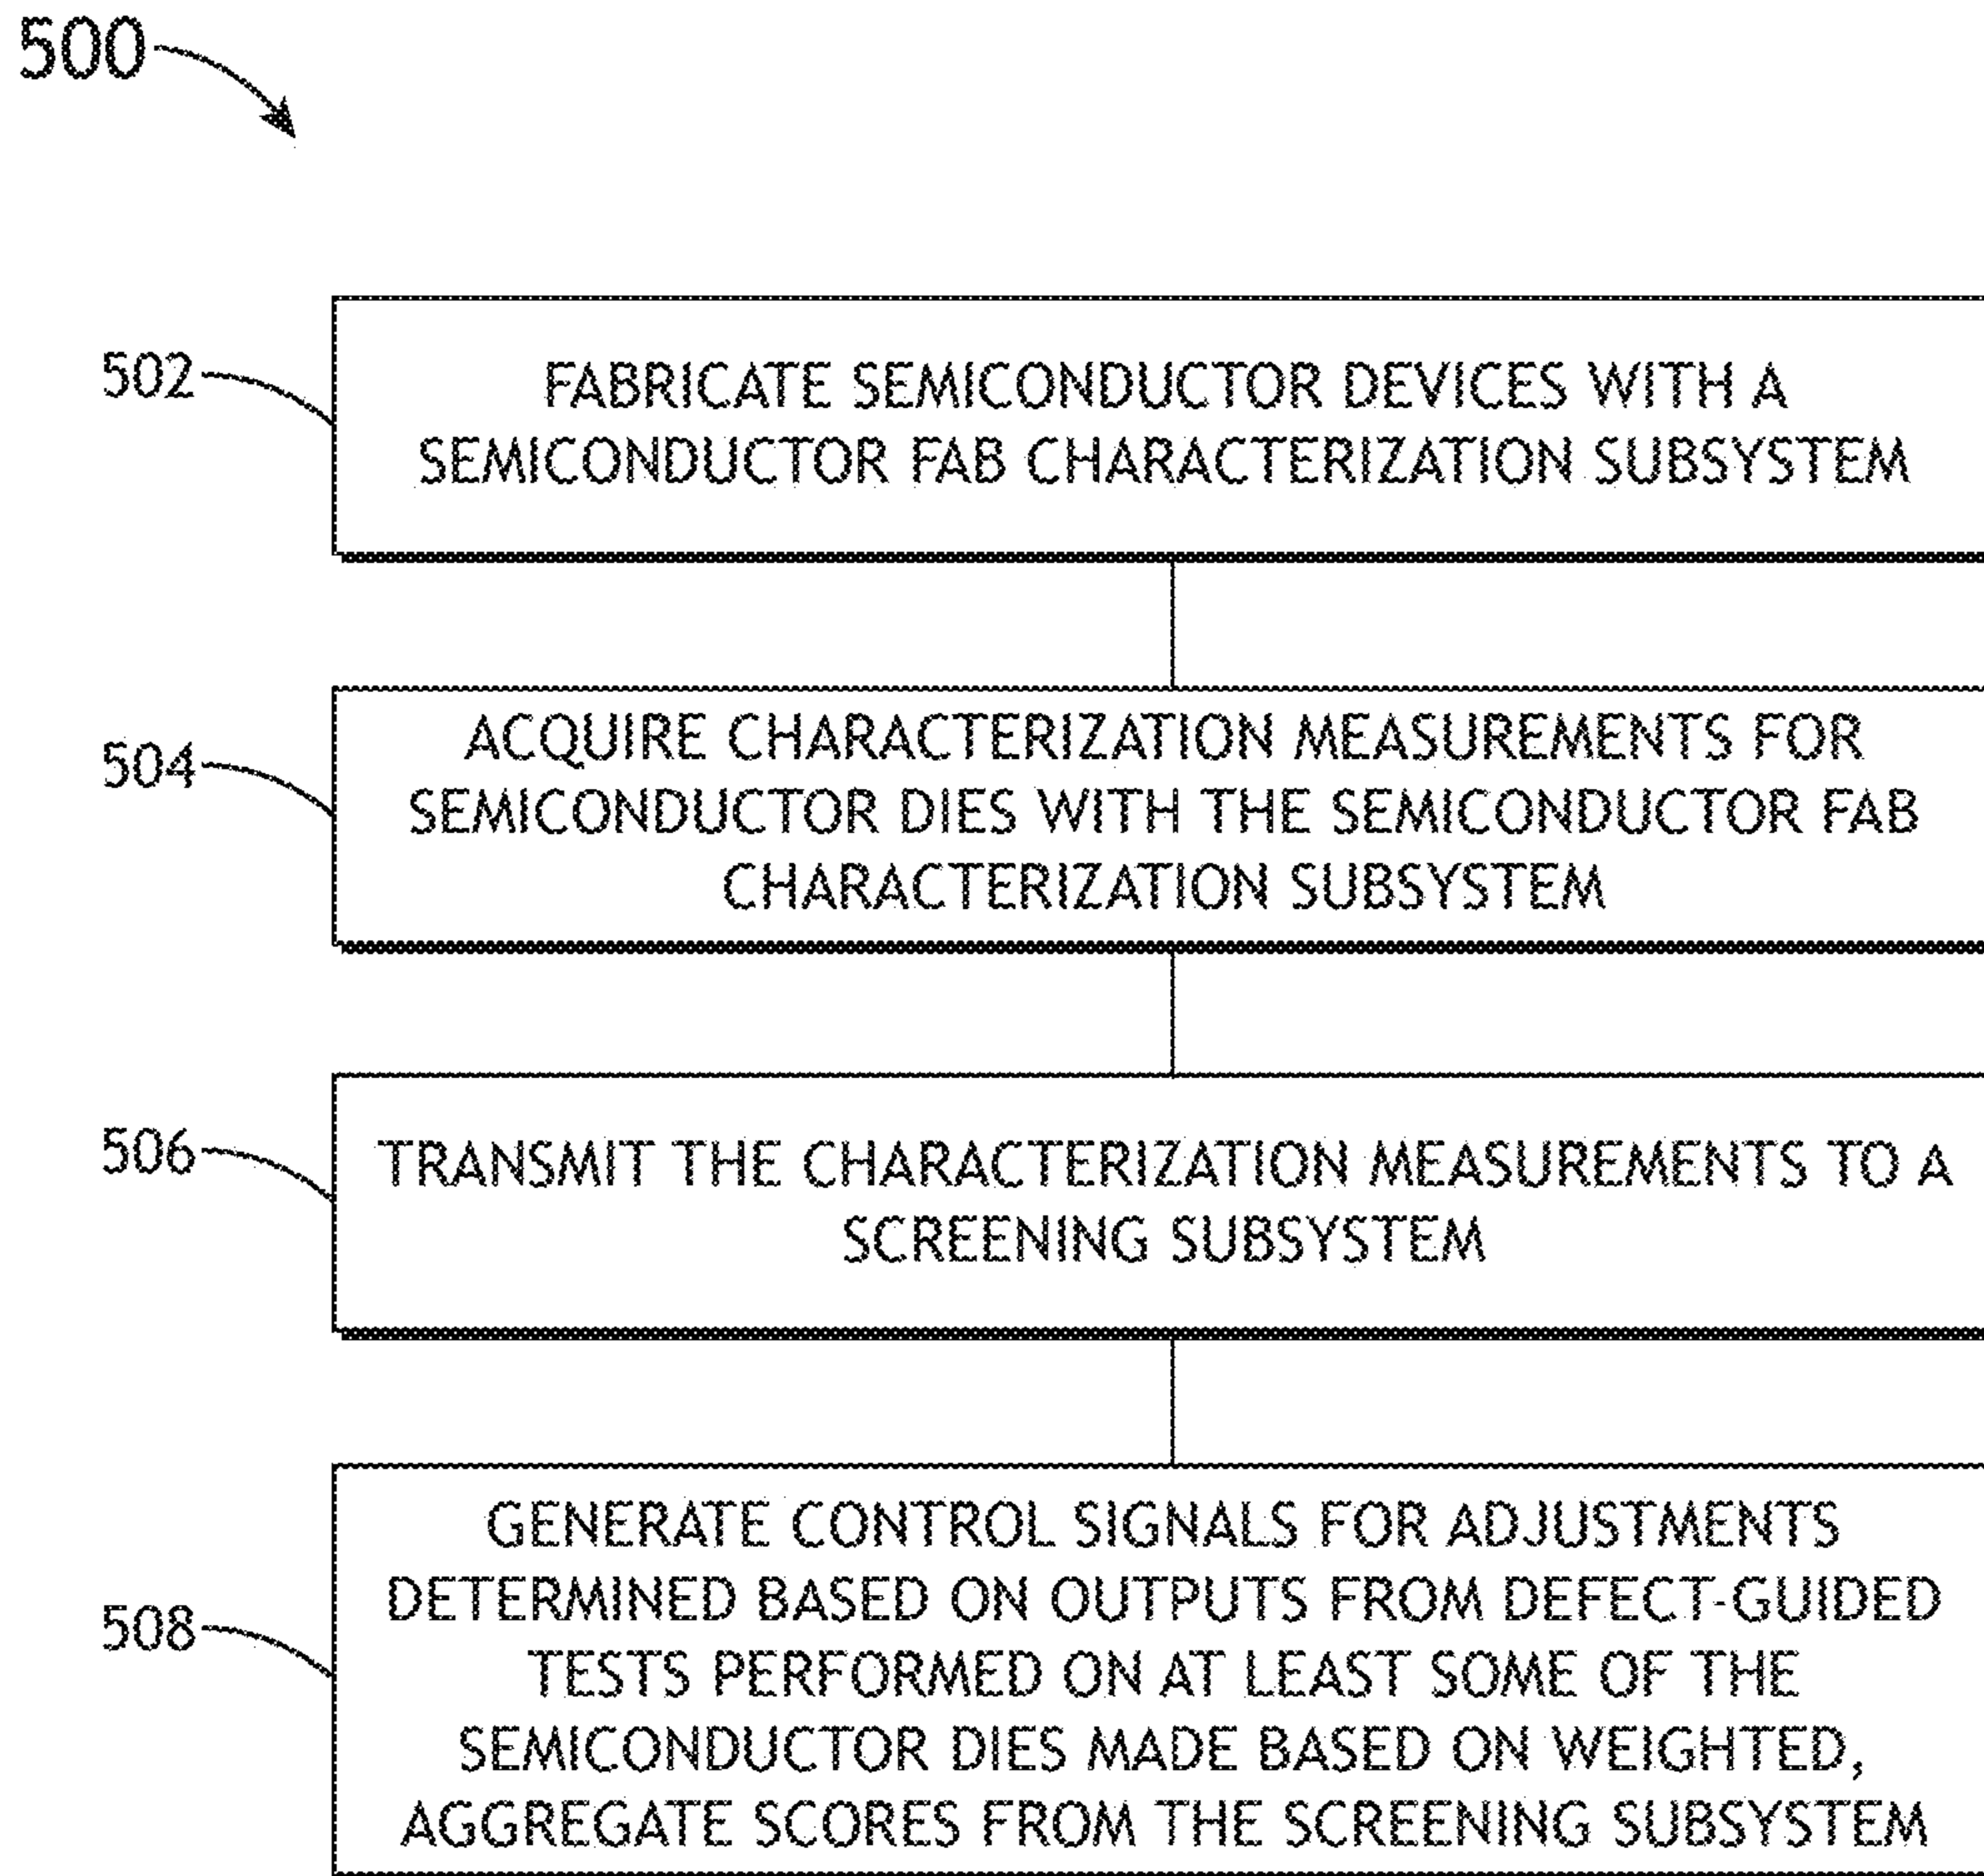 500
502
FABRICATE SEMICONDUCTOR DEVICES WITH A
SEMICONDUCTOR FAB CHARACTERIZATION SUBSYSTEM
504
ACQUIRE CHARACTERIZATION MEASUREMENTS FOR
SEMICONDUCTOR DIES WITH THE SEMICONDUCTOR FAB
CHARACTERIZATION SUBSYSTEM
506
TRANSMIT THE CHARACTERIZATION MEASUREMENTS TO A
SCREENING SUBSYSTEM
508
GENERATE CONTROL SIGNALS FOR ADJUSTMENTS
DETERMINED BASED ON OUTPUTS FROM DEFECT-GUIDED
TESTS PERFORMED ON AT LEAST SOME OF THE
SEMICONDUCTOR DIES MADE BASED ON WEIGHTED,
AGGREGATE SCORES FROM THE SCREENING SUBSYSTEM